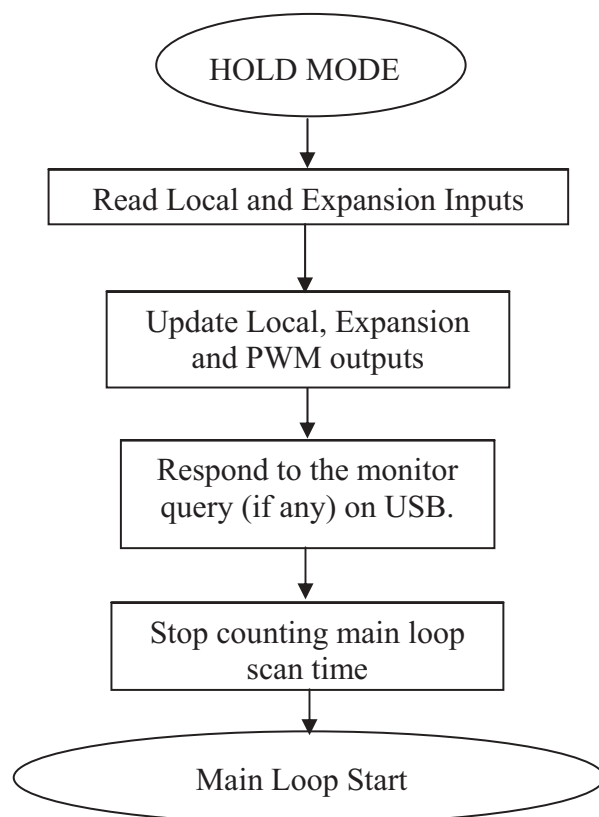 HOLD MODE
Read Local and Expansion Inputs
Update Local, Expansion
and PWM outputs
Respond to the monitor
query (if any) on USB.
Stop counting main loop
scan time
Main Loop Start